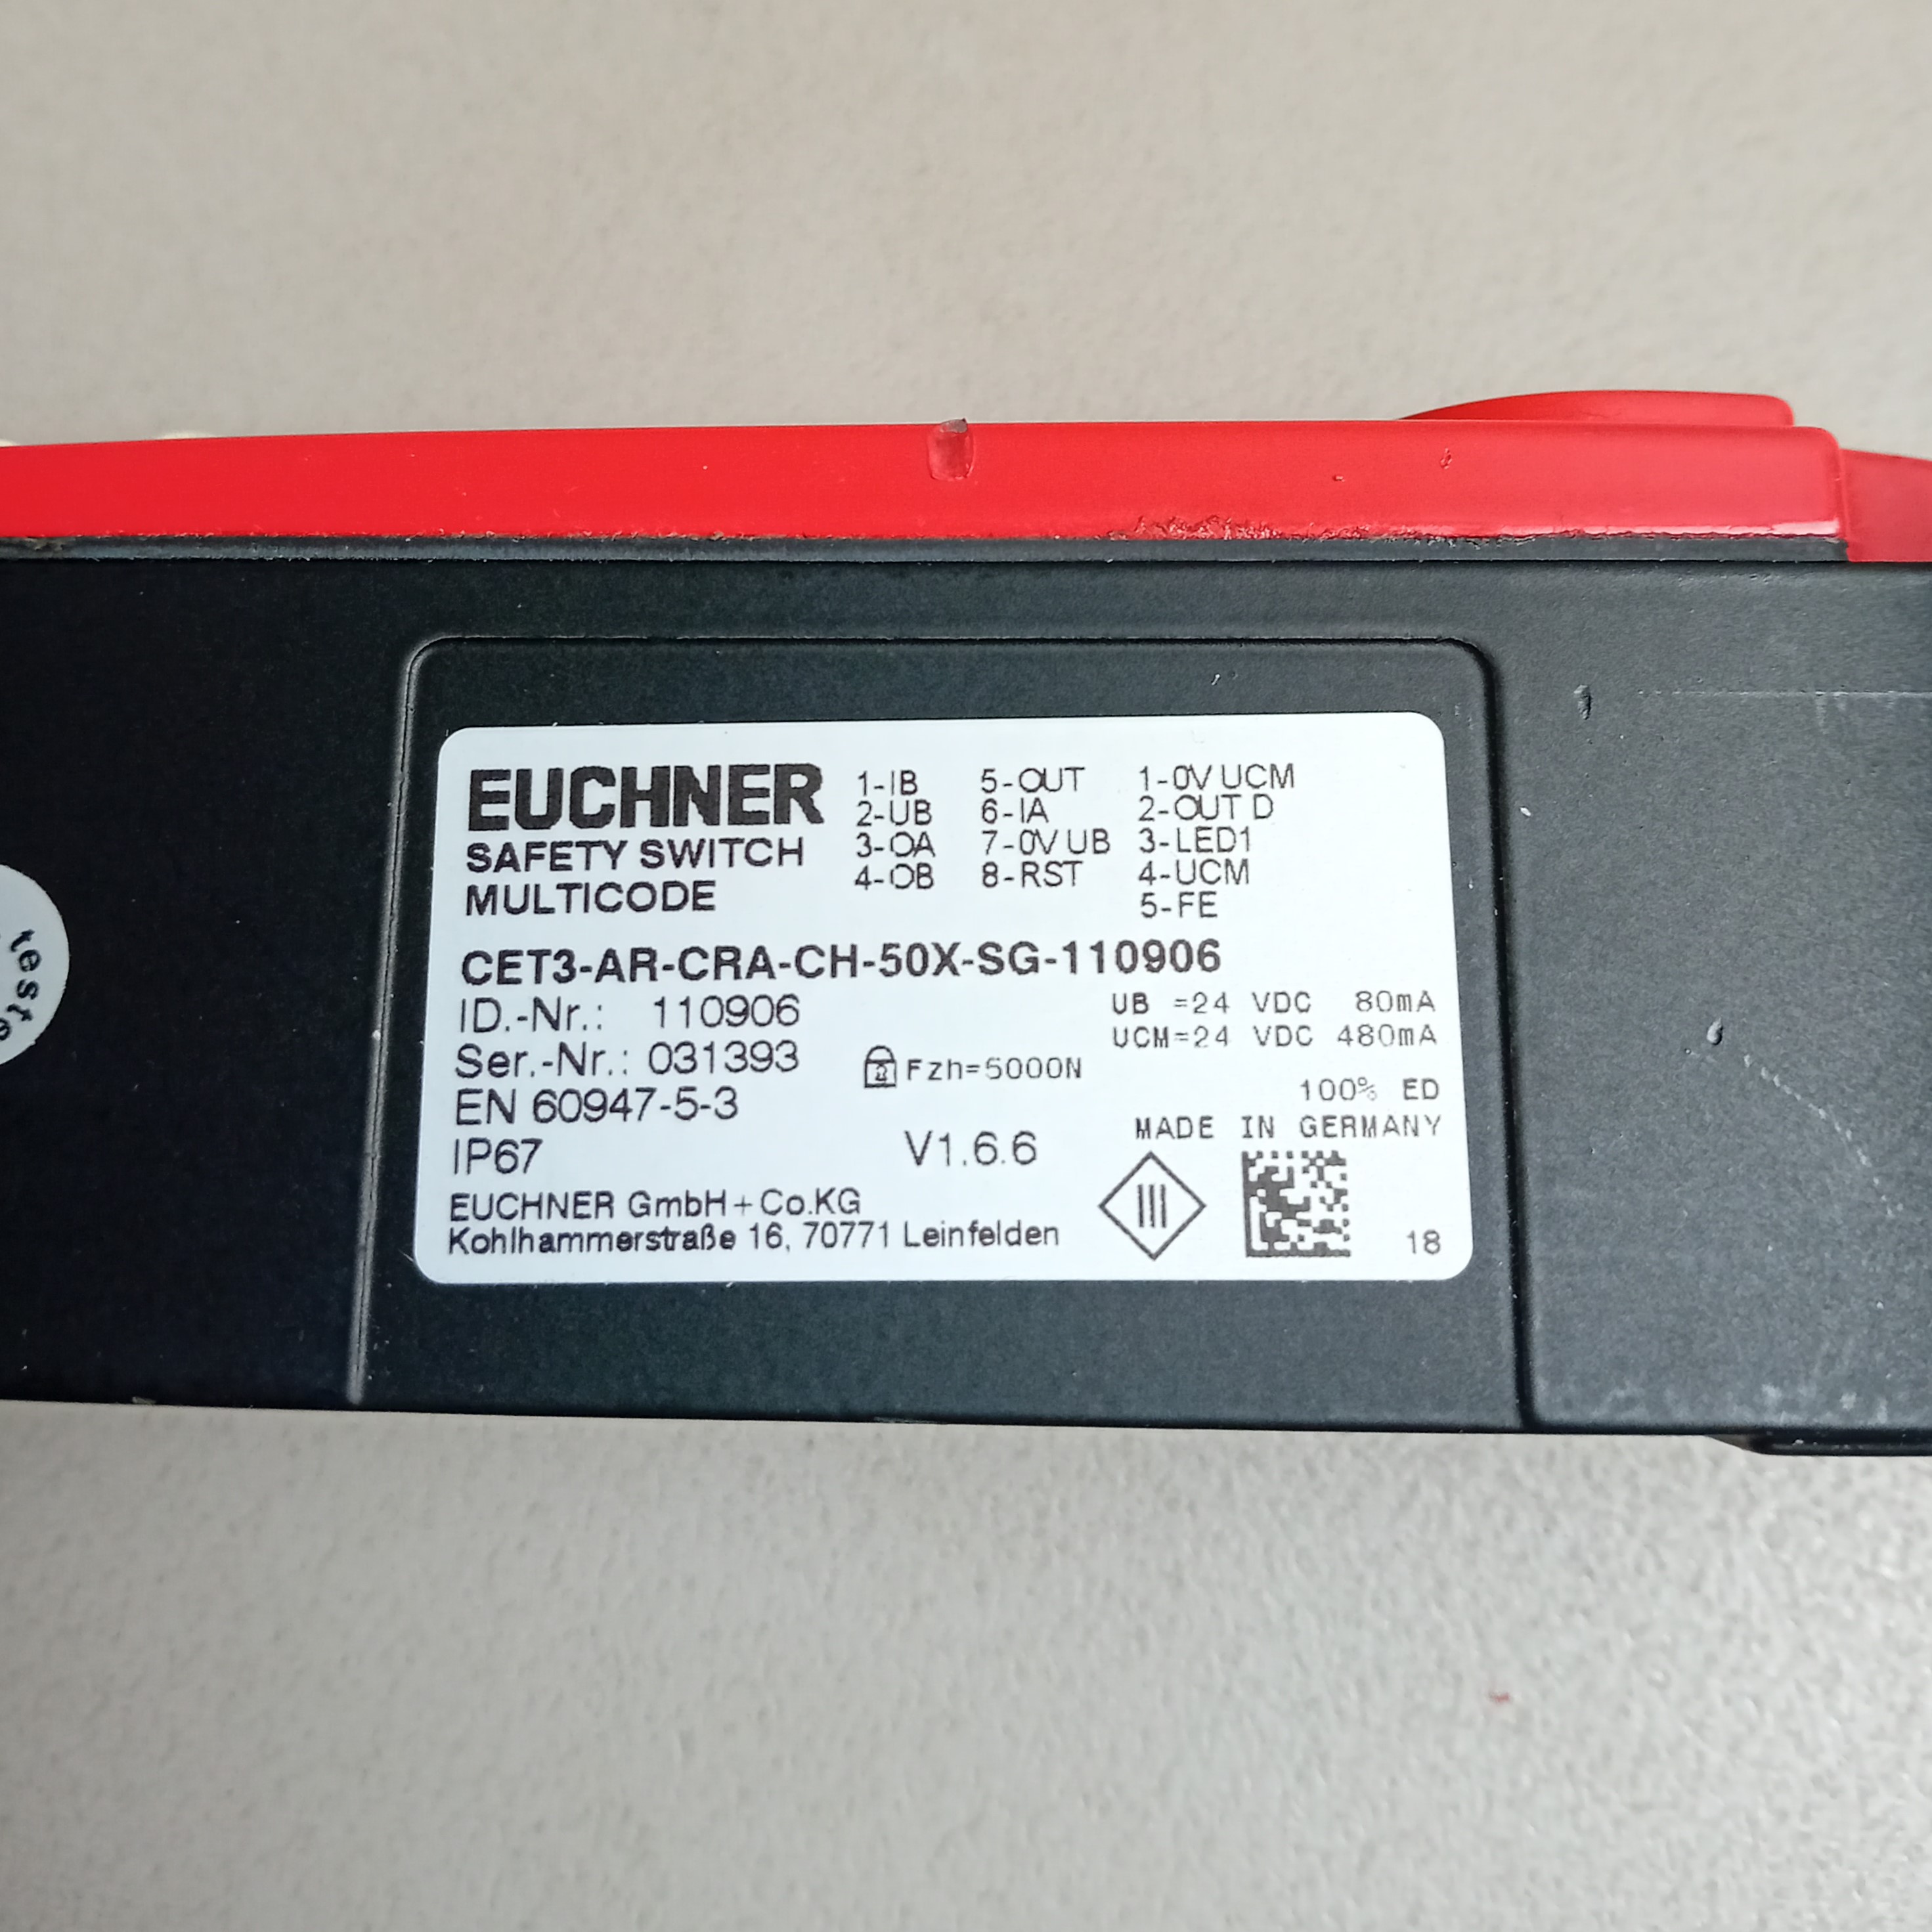 EUCHNER
SAFETY SWITCH
MULTICODE
1-IB 5-OUT 1-0V UCM
2-UB 6-IA 2-OUT D
3-OA 7-0V UB 3-LED1
4-OB 8-RST 4-UCM
5-FE
CET3-AR-CRA-CH-50X-SG-110906
ID.-Nr.: 110906
UB =24 VDC 80mA
Ser.-Nr.: 031393
UCM=24 VDC 480mA
Fzh=5000N
EN 60947-5-3
100% ED
MADE IN GERMANY
IP67
V1.6.6
EUCHNER GmbH+Co.KG
Kohlhammerstraße 16, 70771 Leinfelden
18
teste